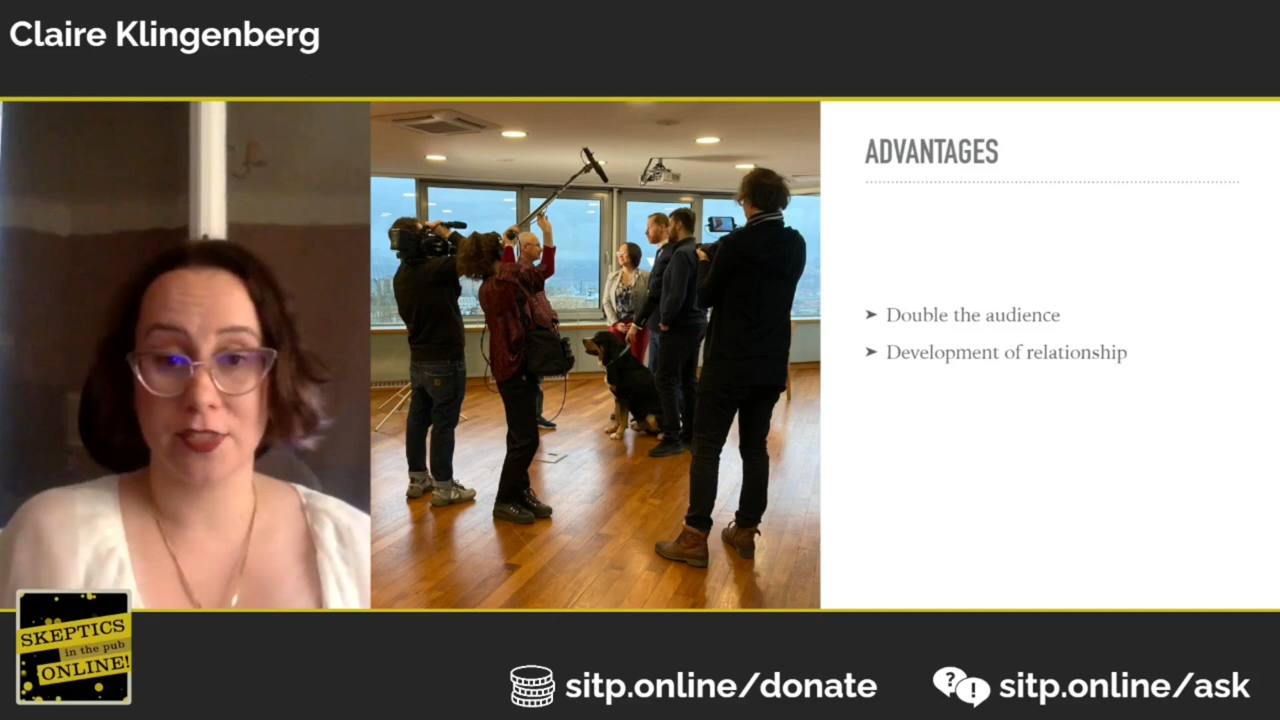 Claire Klingenberg
ADVANTAGES
➤ Double the audience
➤ Development of relationship
SKEPTICS
in the pub
ONLINE!
sitp.online/donate
? !
sitp.online/ask